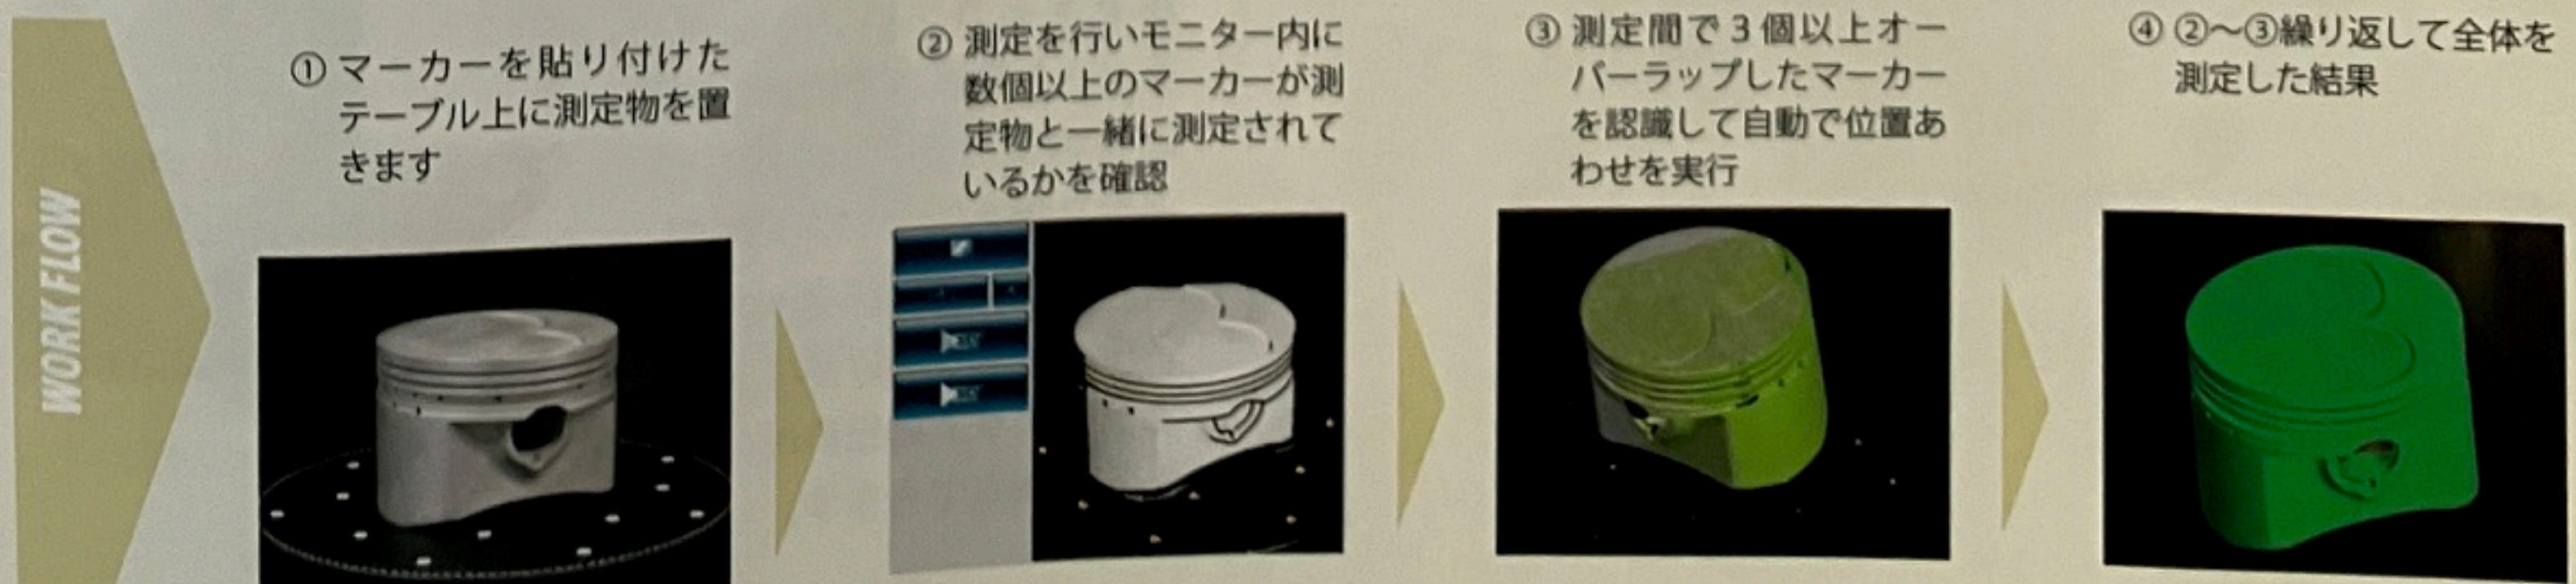 WORK FLOW
① マーカーを貼り付けた
テーブル上に測定物を置
きます
② 測定を行いモニター内に
数個以上のマーカーが測
定物と一緒に測定されて
いるかを確認
③ 測定間で3個以上オー
バーラップしたマーカー
を認識して自動で位置あ
わせを実行
④ ②〜③繰り返して全体を
測定した結果